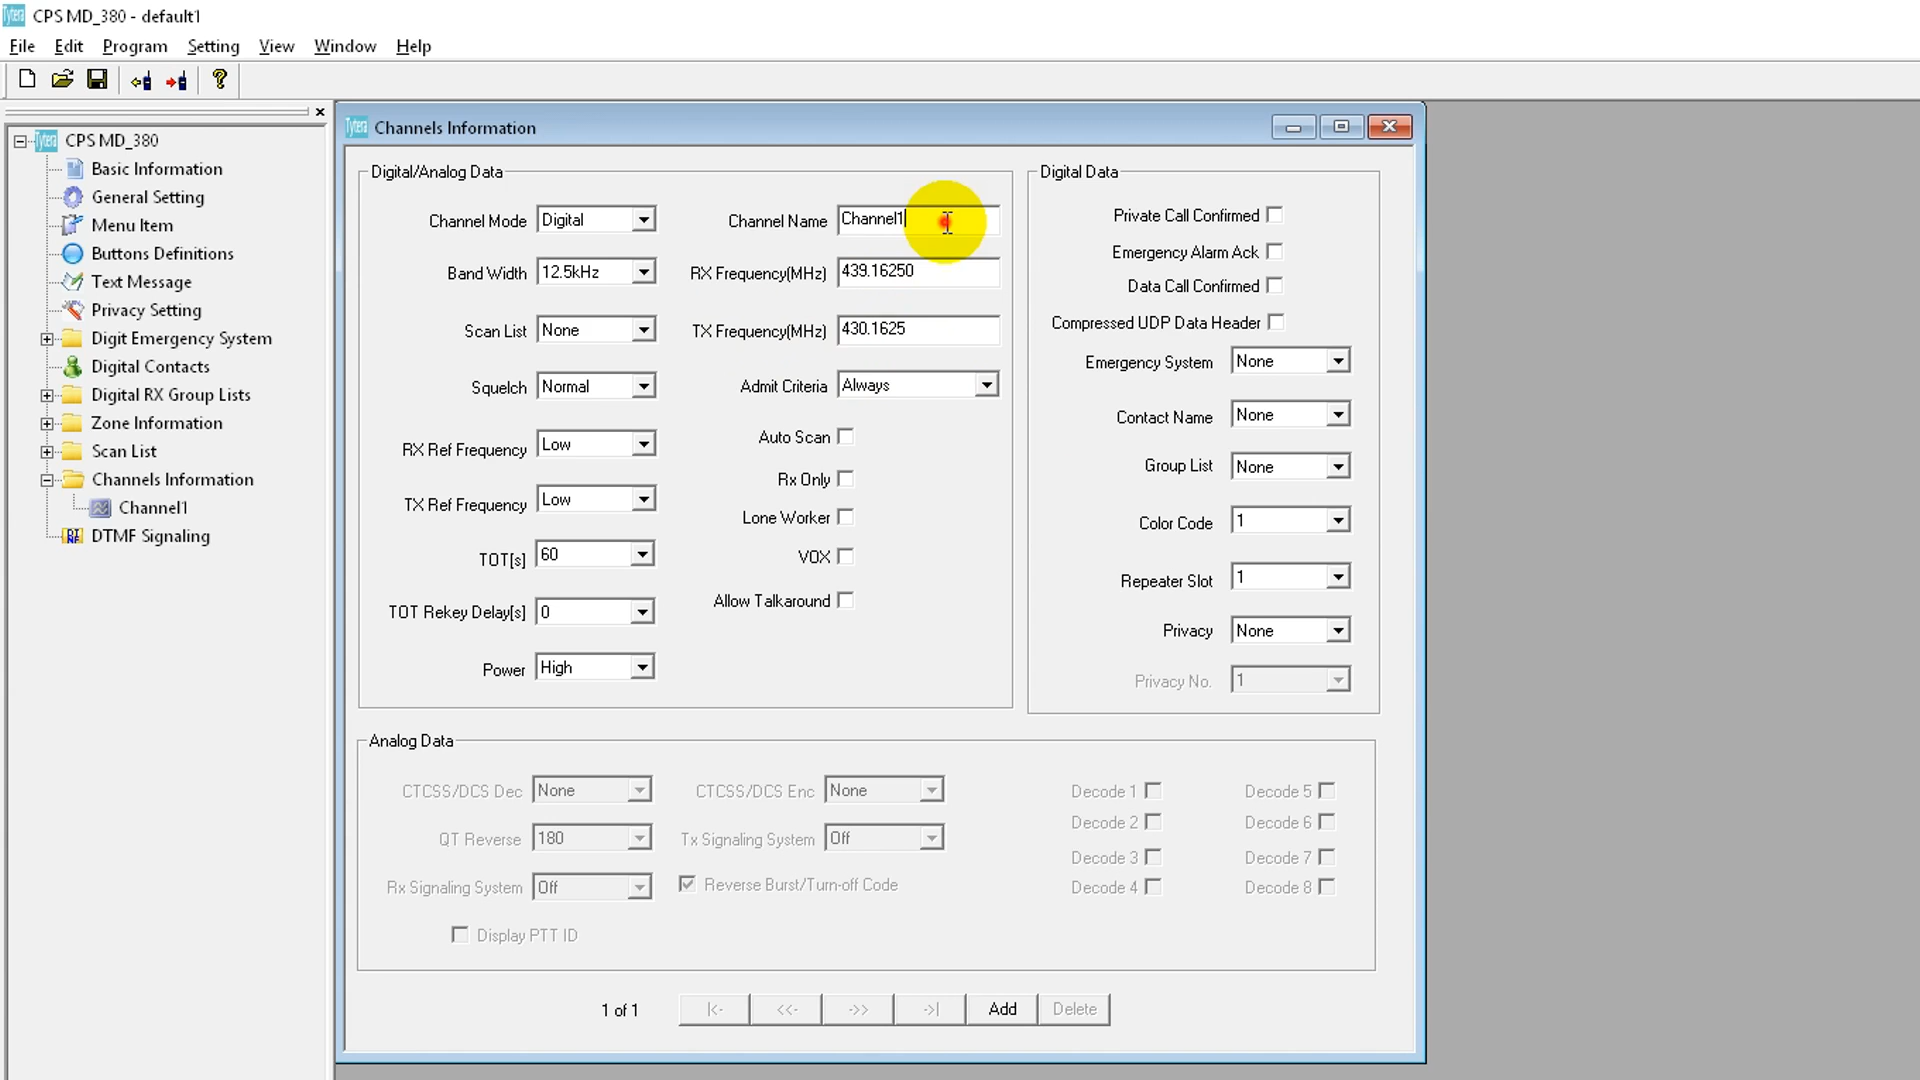 Tytera CPS MD_380 - default1
File Edit Program Setting View Window Help
Tytera CPS MD_380
Basic Information
General Setting
Menu Item
Buttons Definitions
Text Message
Privacy Setting
Digit Emergency System
Digital Contacts
Digital RX Group Lists
Zone Information
Scan List
Channels Information
Channel1
DTMF Signaling
Tytera Channels Information
Digital/Analog Data
Channel Mode Digital Channel Name Channel1
Band Width 12.5kHz RX Frequency(MHz) 439.16250
Scan List None TX Frequency(MHz) 430.1625
Squelch Normal Admit Criteria Always
RX Ref Frequency Low Auto Scan
Rx Only
TX Ref Frequency Low Lone Worker
TOT[s] 60 VOX
TOT Rekey Delay[s] 0 Allow Talkaround
Power High
Digital Data
Private Call Confirmed
Emergency Alarm Ack
Data Call Confirmed
Compressed UDP Data Header
Emergency System None
Contact Name None
Group List None
Color Code 1
Repeater Slot 1
Privacy None
Privacy No. 1
Analog Data
CTCSS/DCS Dec None CTCSS/DCS Enc None Decode 1 Decode 5
Decode 2 Decode 6
QT Reverse 180 Tx Signaling System Off
Decode 3 Decode 7
Rx Signaling System Off Reverse Burst/Turn-off Code Decode 4 Decode 8
Display PTT ID
1 of 1 |<- <<- ->> ->| Add Delete